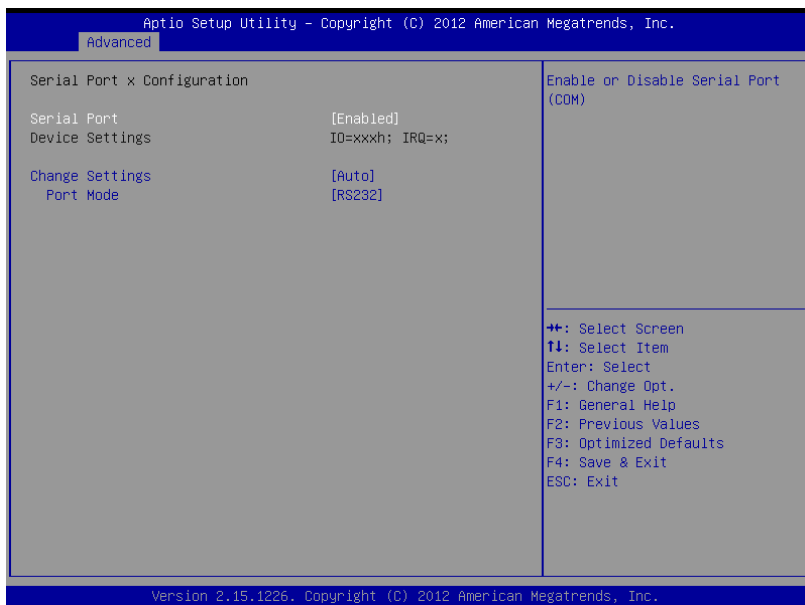 Aptio Setup Utility – Copyright (C) 2012 American Megatrends, Inc.
Advanced
Serial Port x Configuration
Serial Port [Enabled]
Device Settings IO=xxxh; IRQ=x;
Change Settings [Auto]
Port Mode [RS232]
Enable or Disable Serial Port
(COM)
→←: Select Screen
↑↓: Select Item
Enter: Select
+/-: Change Opt.
F1: General Help
F2: Previous Values
F3: Optimized Defaults
F4: Save & Exit
ESC: Exit
Version 2.15.1226. Copyright (C) 2012 American Megatrends, Inc.